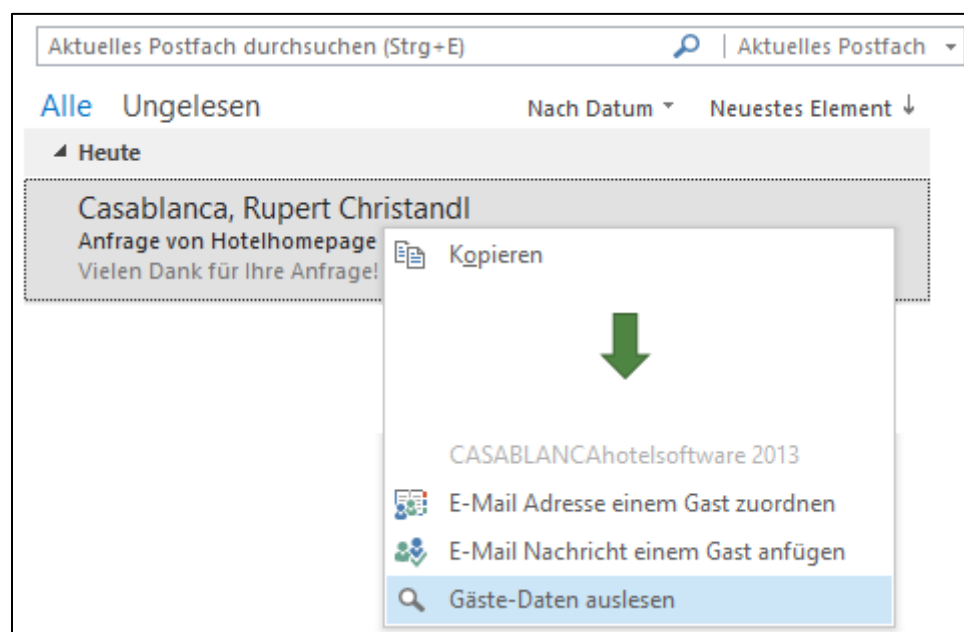 Aktuelles Postfach durchsuchen (Strg+E) | Aktuelles Postfach
Alle Ungelesen Nach Datum Neuestes Element
Heute
Casablanca, Rupert Christandl
Anfrage von Hotelhomepage
Vielen Dank für Ihre Anfrage!
Kopieren
CASABLANCAhotelsoftware 2013
E-Mail Adresse einem Gast zuordnen
E-Mail Nachricht einem Gast anfügen
Gäste-Daten auslesen